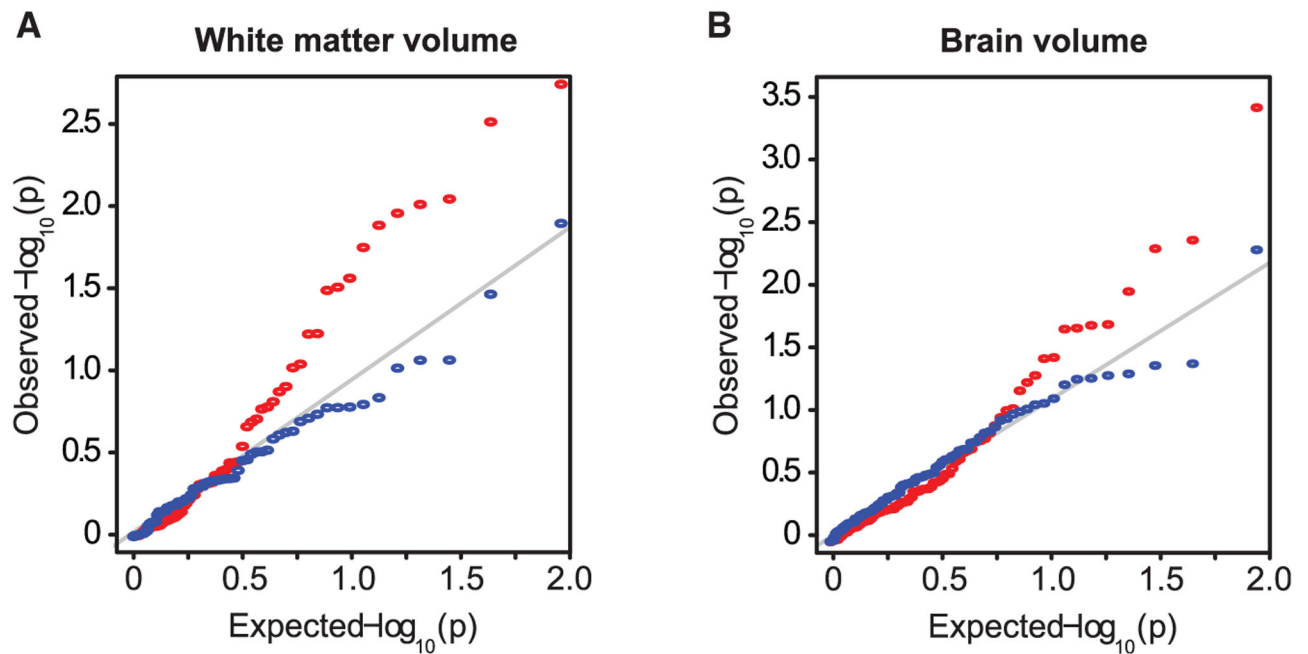 A
White matter volume
2.5
2.0
1.5
1.0
0.5
0
Observed–log10(p)
0 0.5 1.0 1.5 2.0
Expected–log10(p)
B
Brain volume
3.5
3.0
2.5
2.0
1.5
1.0
0.5
0
Observed–log10(p)
0 0.5 1.0 1.5 2.0
Expected–log10(p)